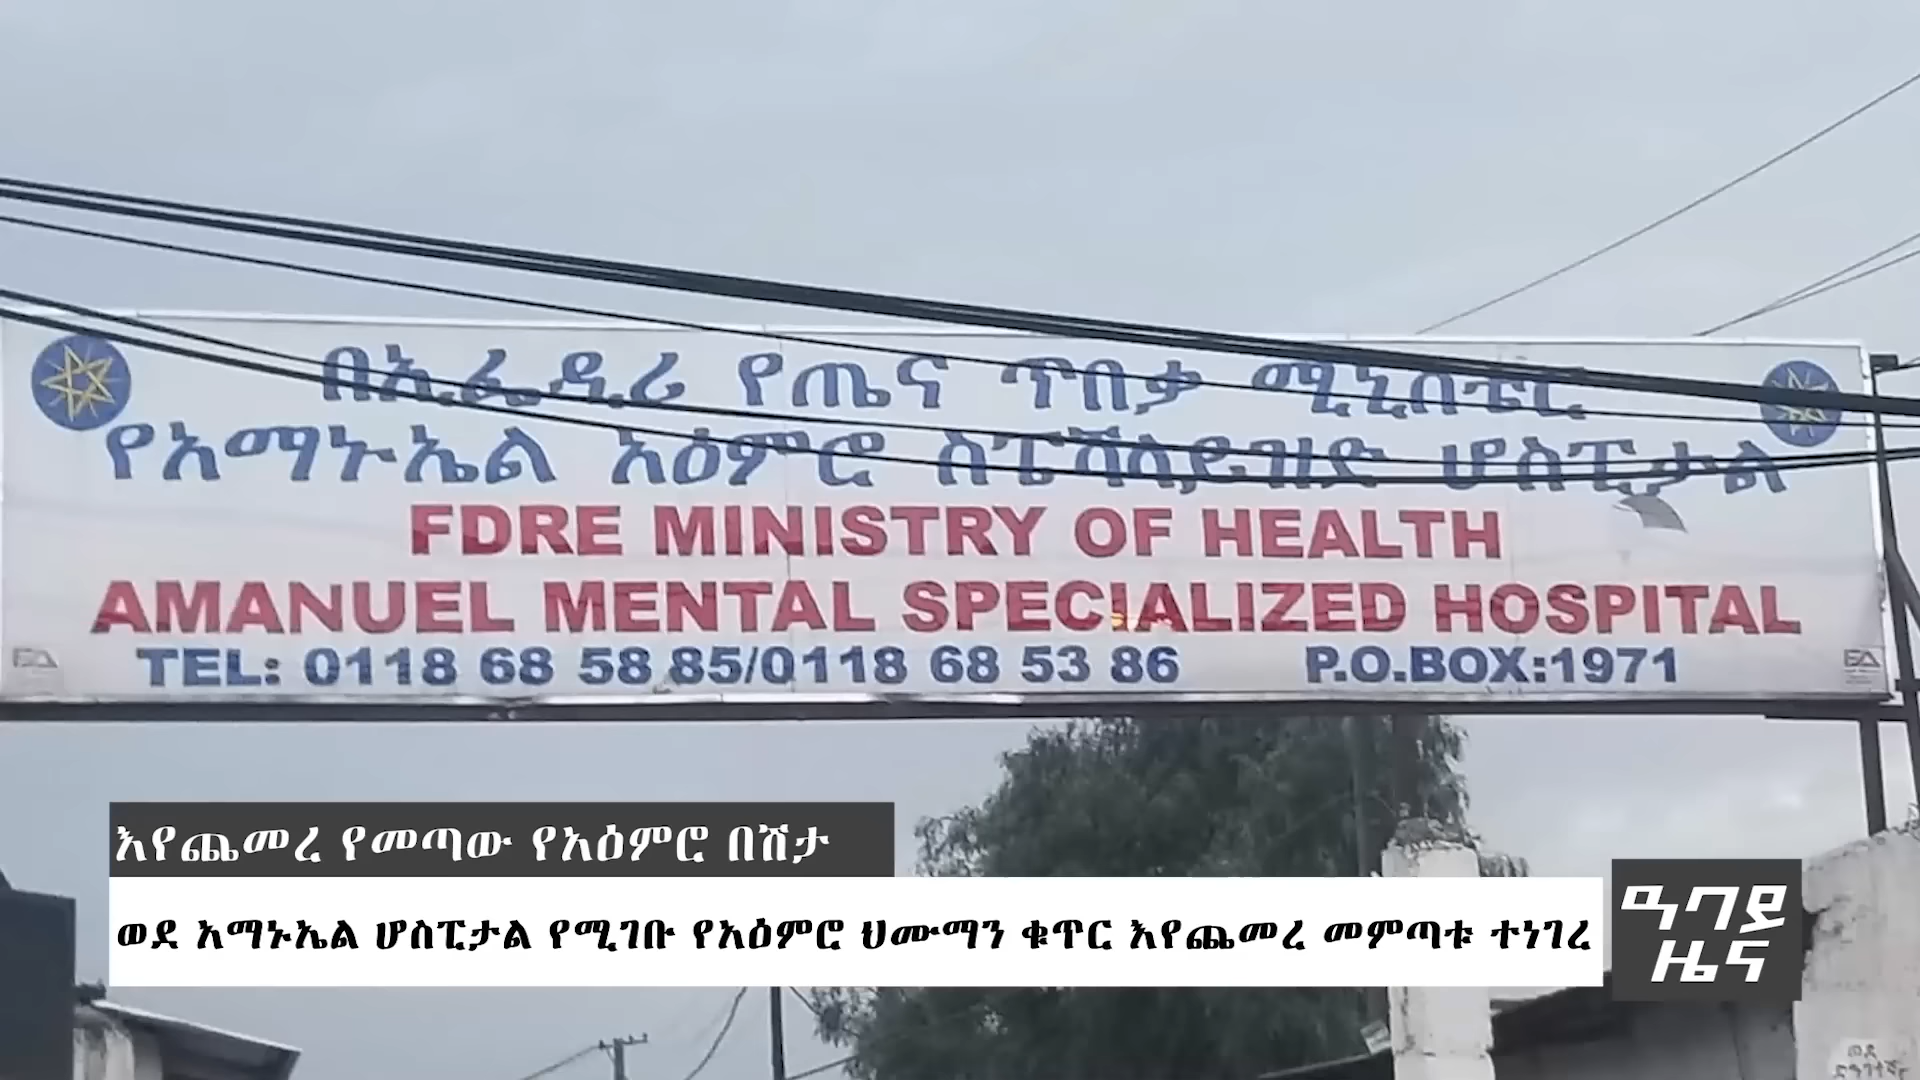 በኢፌዲሪ የጤና ጥበቃ ሚኒስቴር
የአማኑኤል አዕምሮ ስፔሻላይዝድ ሆስፒታል
FDRE MINISTRY OF HEALTH
AMANUEL MENTAL SPECIALIZED HOSPITAL
TEL: 0118 68 58 85/0118 68 53 86 P.O.BOX:1971
እየጨመረ የመጣው የአዕምሮ በሽታ
ወደ አማኑኤል ሆስፒታል የሚገቡ የአዕምሮ ህሙማን ቁጥር እየጨመረ መምጣቱ ተነገረ
ዓባይ
ዜና
ወደ